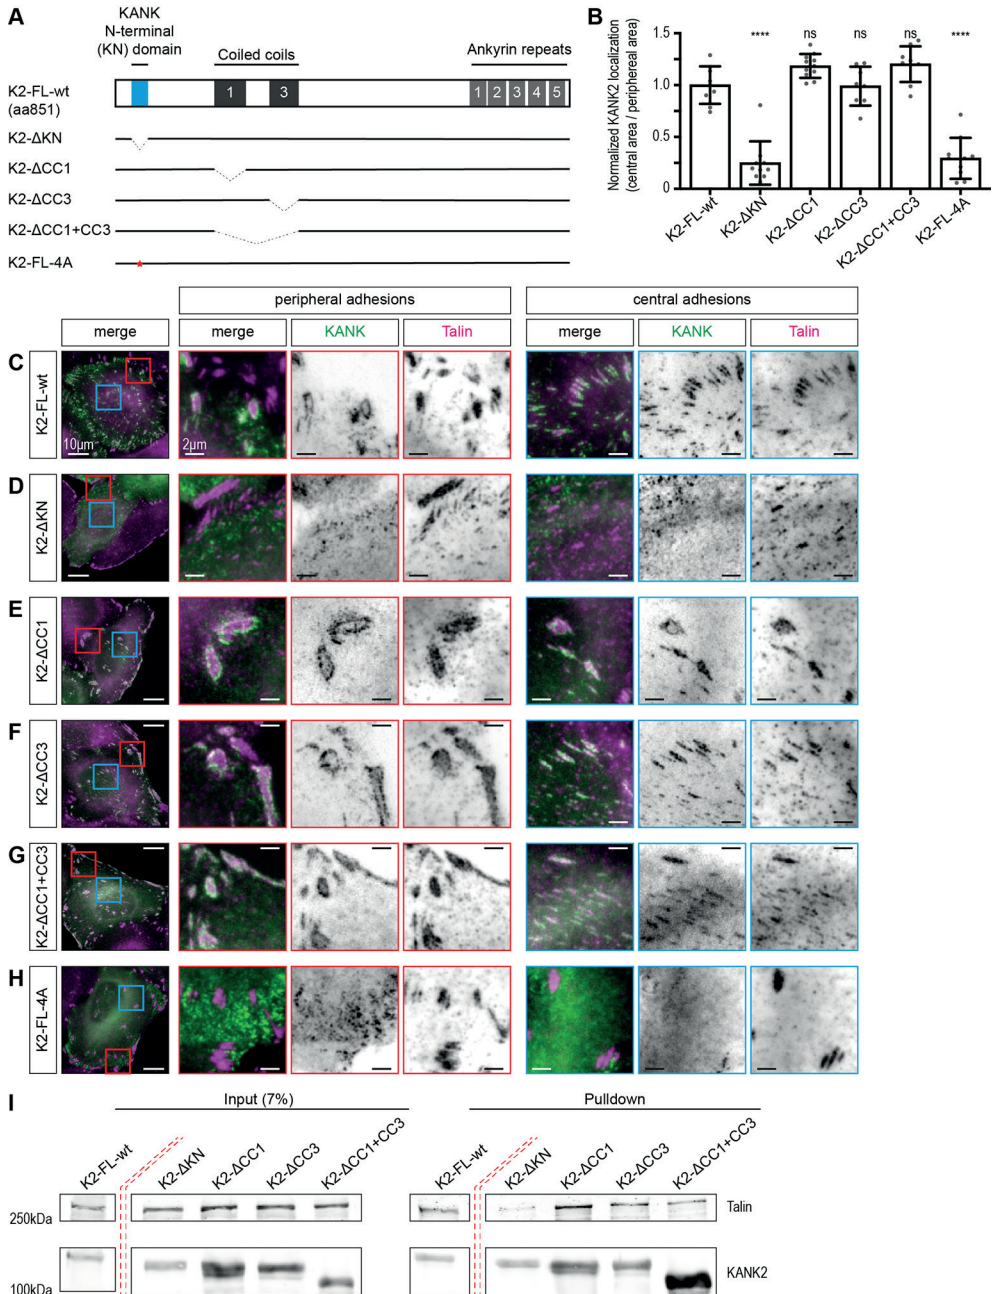 A
KANK
N-terminal
(KN) domain
Coiled coils
Ankyrin repeats
K2-FL-wt
(aa851)
1
3
1 2 3 4 5
K2-ΔKN
K2-ΔCC1
K2-ΔCC3
K2-ΔCC1+CC3
K2-FL-4A
B
Normalized KANK2 localization
(central area / periphereal area)
1.5
1.0
0.5
0
**** ns ns ns ****
K2-FL-wt
K2-ΔKN
K2-ΔCC1
K2-ΔCC3
K2-ΔCC1+CC3
K2-FL-4A
peripheral adhesions
central adhesions
merge merge KANK Talin merge KANK Talin
C
K2-FL-wt
10μm
2μm
D
K2-ΔKN
E
K2-ΔCC1
F
K2-ΔCC3
G
K2-ΔCC1+CC3
H
K2-FL-4A
I
Input (7%)
Pulldown
K2-FL-wt
K2-ΔKN
K2-ΔCC1
K2-ΔCC3
K2-ΔCC1+CC3
K2-FL-wt
K2-ΔKN
K2-ΔCC1
K2-ΔCC3
K2-ΔCC1+CC3
250kDa
Talin
KANK2
100kDa